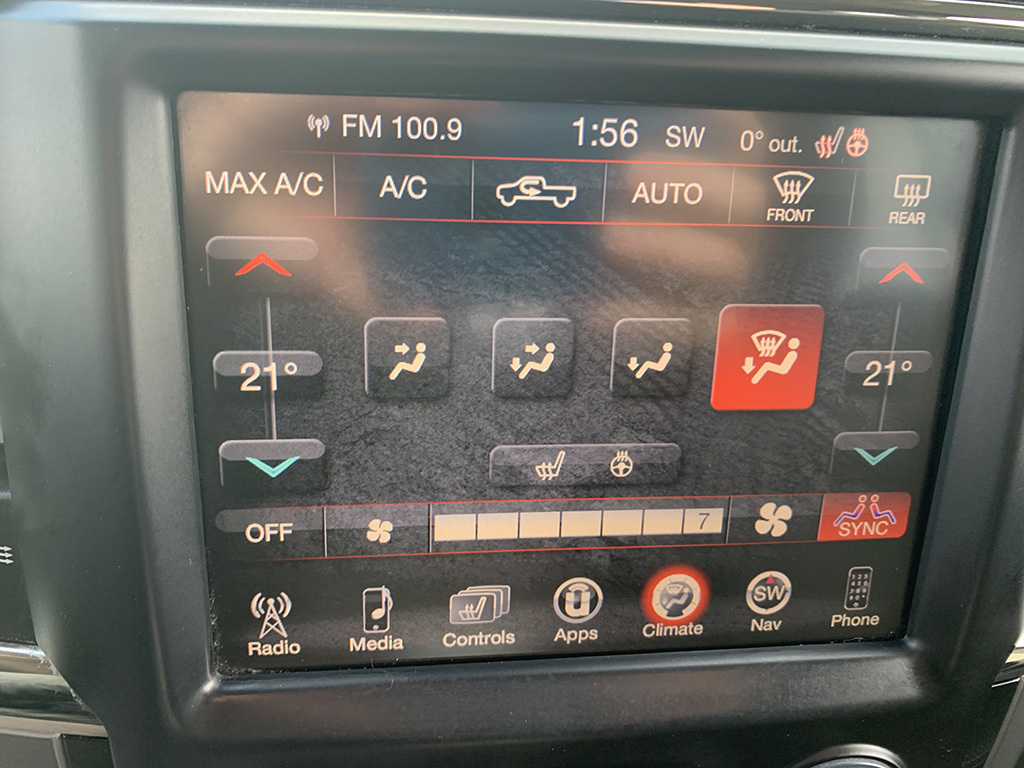 FM 100.9 1:56 SW 0° out.
MAX A/C A/C AUTO FRONT REAR
21° 21°
OFF 7 SYNC
SW
Radio Media Controls Apps Climate Nav Phone